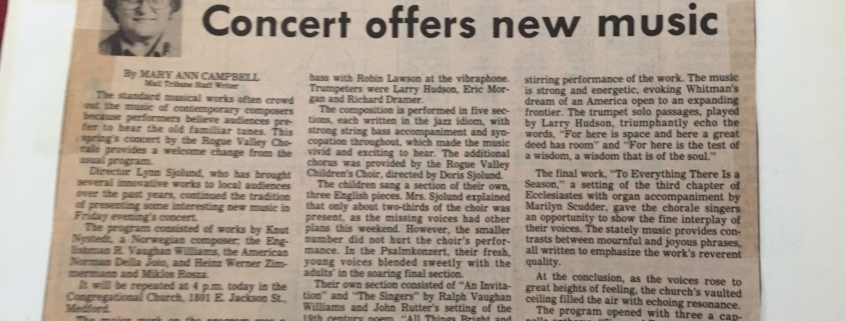 Concert offers new music
By MARY ANN CAMPBELL
Mail Tribune Staff Writer
The standard musical works often crowd
out the music of contemporary composers
because performers believe audiences pre-
fer to hear the old familiar tunes. This
spring's concert by the Rogue Valley Cho-
rale provides a welcome change from the
usual program.
Director Lynn Sjolund, who has brought
several innovative works to local audiences
over the past years, continued the tradition
of presenting some interesting new music in
Friday evening's concert.
The program consisted of works by Knut
Nystedt, a Norwegian composer; the Eng-
lishman R. Vaughan Williams, the American
Normand Della Joio, and Heinz Werner Zim-
mermann and Miklos Rosza.
It will be repeated at 4 p.m. today in the
Congregational Church, 1801 E. Jackson St.,
Medford.
The major work on the program was
bass with Robin Lawson at the vibraphone.
Trumpeters were Larry Hudson, Eric Mor-
gan and Richard Dramer.
The composition is performed in five sec-
tions, each written in the jazz idiom, with
strong string bass accompaniment and syn-
copation throughout, which made the music
vivid and exciting to hear. The additional
chorus was provided by the Rogue Valley
Children's Choir, directed by Doris Sjolund.
The children sang a section of their own,
three English pieces. Mrs. Sjolund explained
that only about two-thirds of the choir was
present, as the missing voices had other
plans this weekend. However, the smaller
number did not hurt the choir's perfor-
mance. In the Psalmkonzert, their fresh,
young voices blended sweetly with the
adults' in the soaring final section.
Their own section consisted of "An Invita-
tion" and "The Singers" by Ralph Vaughan
Williams and John Rutter's setting of the
19th century poem, "All Things Bright and
stirring performance of the work. The music
is strong and energetic, evoking Whitman's
dream of an America open to an expanding
frontier. The trumpet solo passages, played
by Larry Hudson, triumphantly echo the
words, "For here is space and here a great
deed has room" and "For here is the test of
a wisdom, a wisdom that is of the soul."
The final work, "To Everything There Is a
Season," a setting of the third chapter of
Ecclesiastes with organ accompaniment by
Marilyn Scudder, gave the chorale singers
an opportunity to show the fine interplay of
their voices. The stately music provides con-
trasts between mournful and joyous phrases,
all written to emphasize the work's reverent
quality.
At the conclusion, as the voices rose to
great heights of feeling, the church's vaulted
ceiling filled the air with echoing resonance.
The program opened with three a cap-